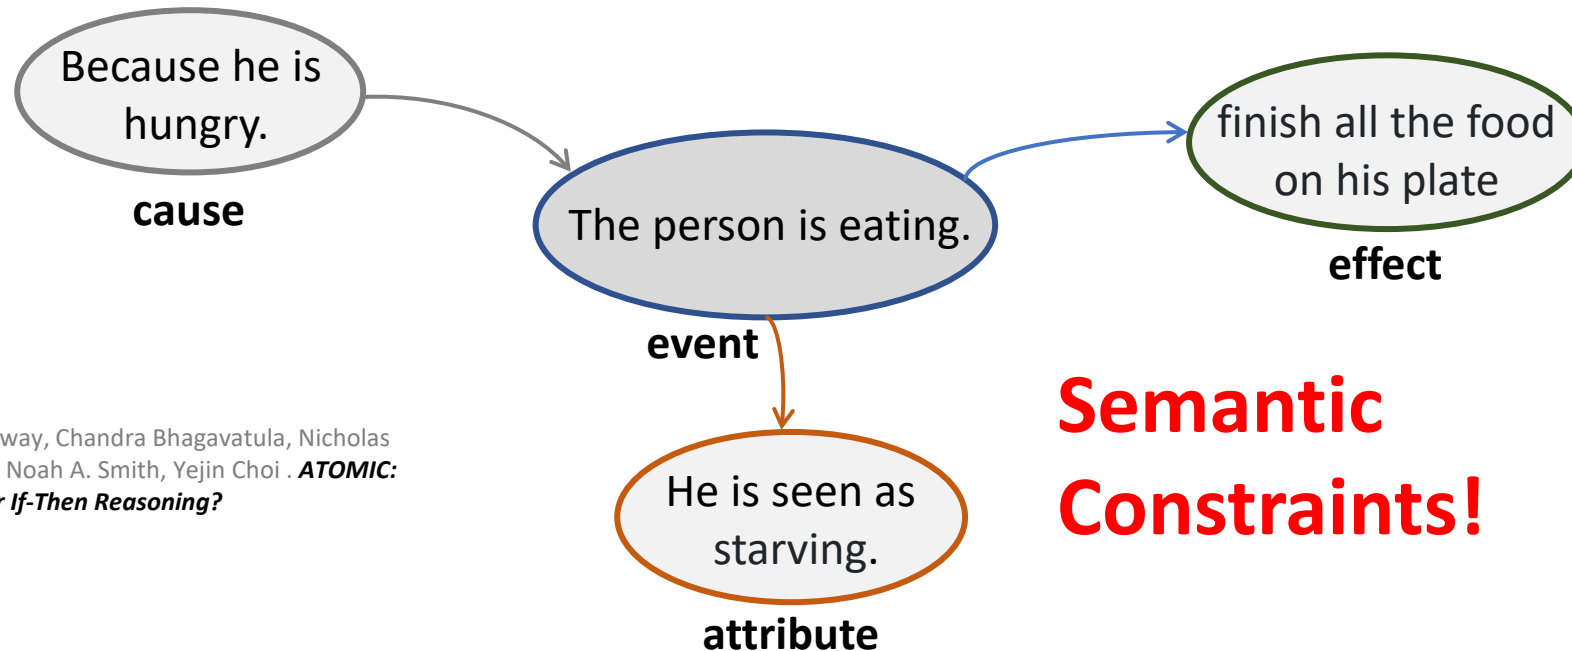 Because he is
hungry.
cause
The person is eating.
event
finish all the food
on his plate
effect
Semantic
Constraints!
way, Chandra Bhagavatula, Nicholas
Noah A. Smith, Yejin Choi . ATOMIC:
r If-Then Reasoning?
He is seen as
starving.
attribute